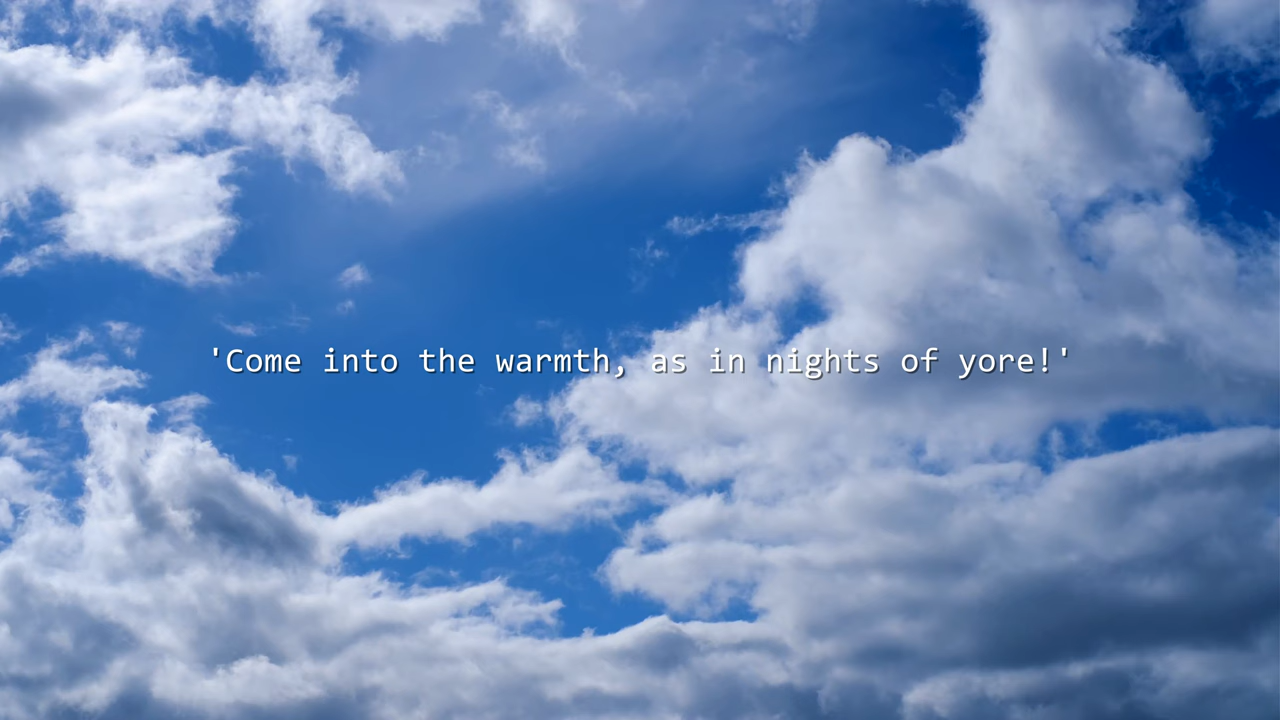 'Come into the warmth, as in nights of yore!'